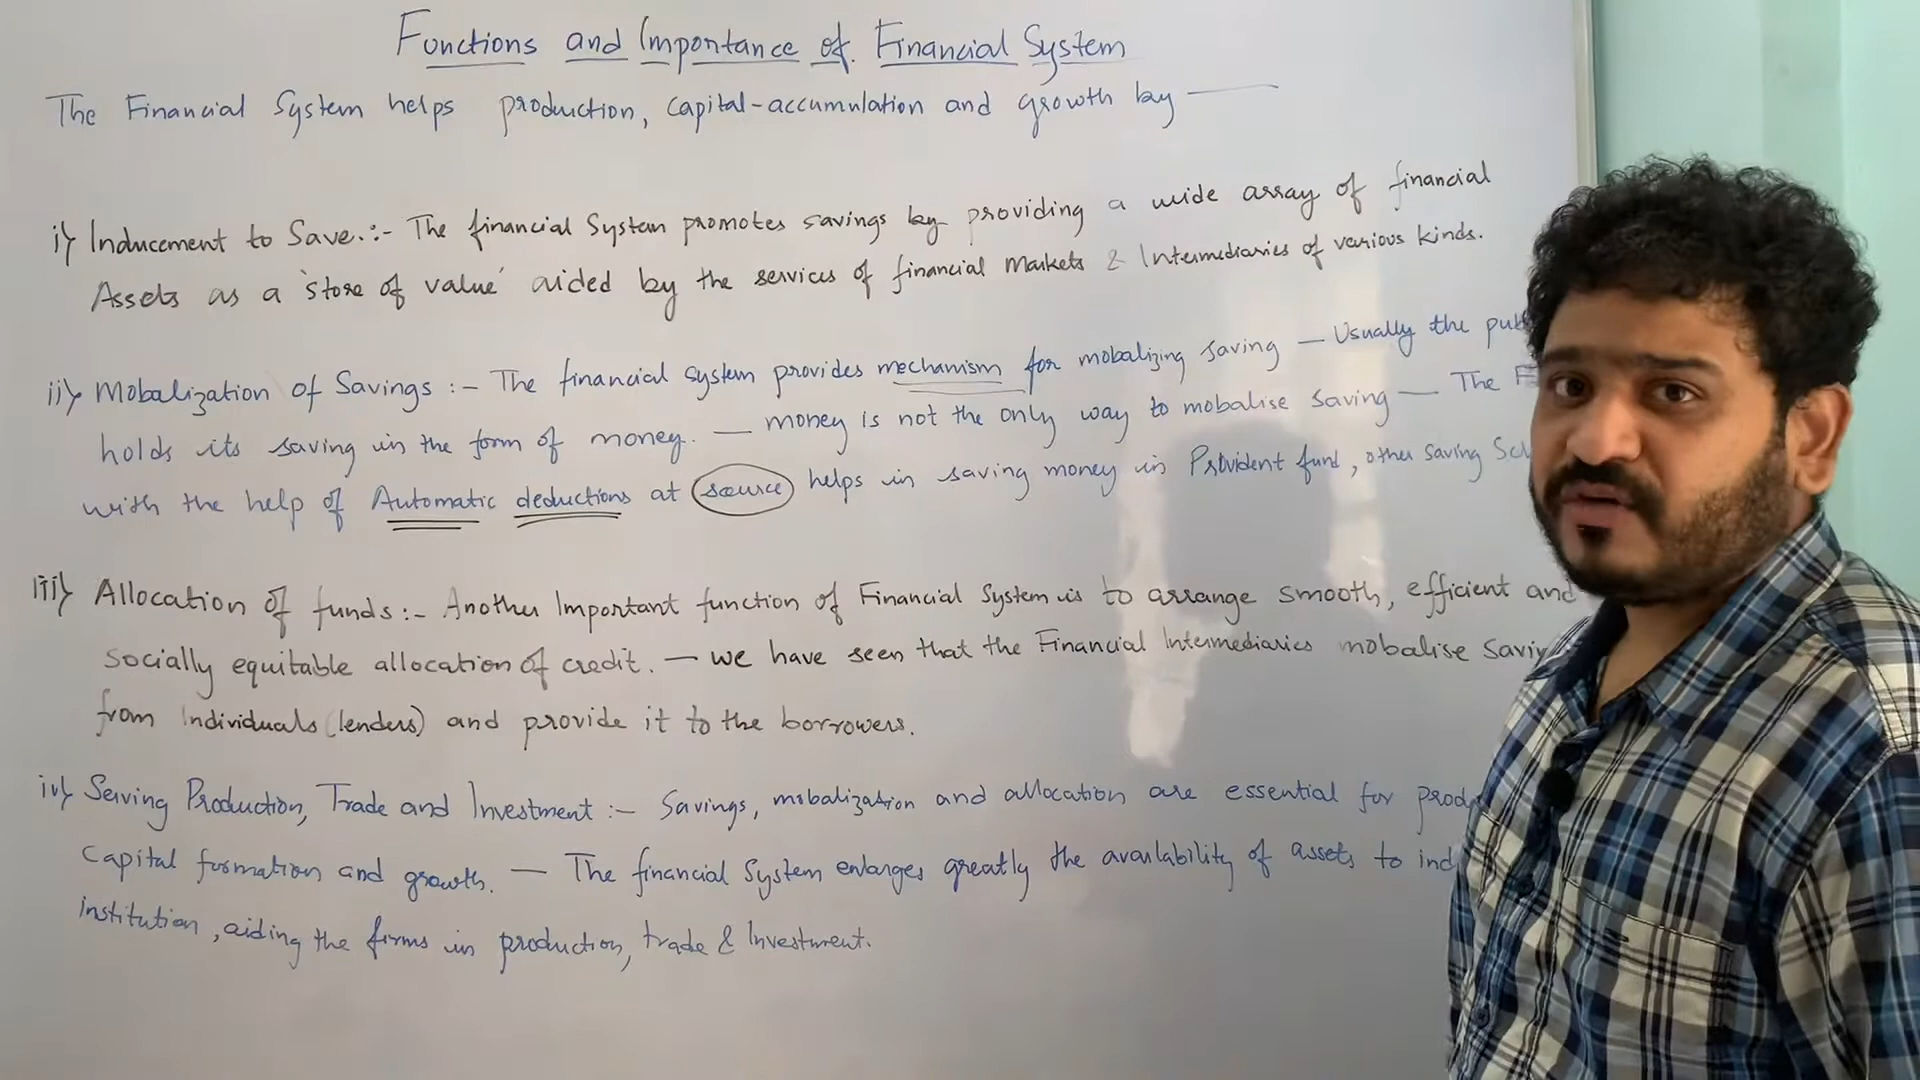 Functions and Importance of Financial System
The Financial System helps production, capital-accumulation and growth by —
i) Inducement to Save.:- The financial System promotes savings by providing a wide array of financial
Assets as a 'store of value' aided by the services of financial Markets & Intermediaries of various kinds.
ii) Mobalization of Savings :- The financial system provides mechanism for mobalizing saving — Usually the
holds its saving in the form of money. — money is not the only way to mobalise saving — The
with the help of Automatic deductions at source helps in saving money in Provident fund, other saving
iii) Allocation of funds :- Another Important function of Financial System is to arrange smooth, efficient and
socially equitable allocation of credit. — we have seen that the Financial Intermediaries mobalise
from Individuals (lenders) and provide it to the borrowers.
iv) Serving Production, Trade and Investment :- Savings, mobalization and allocation are essential for
capital formation and growth. — The financial System enlarges greatly the availability of assets to
institution, aiding the firms in production, trade & Investment.